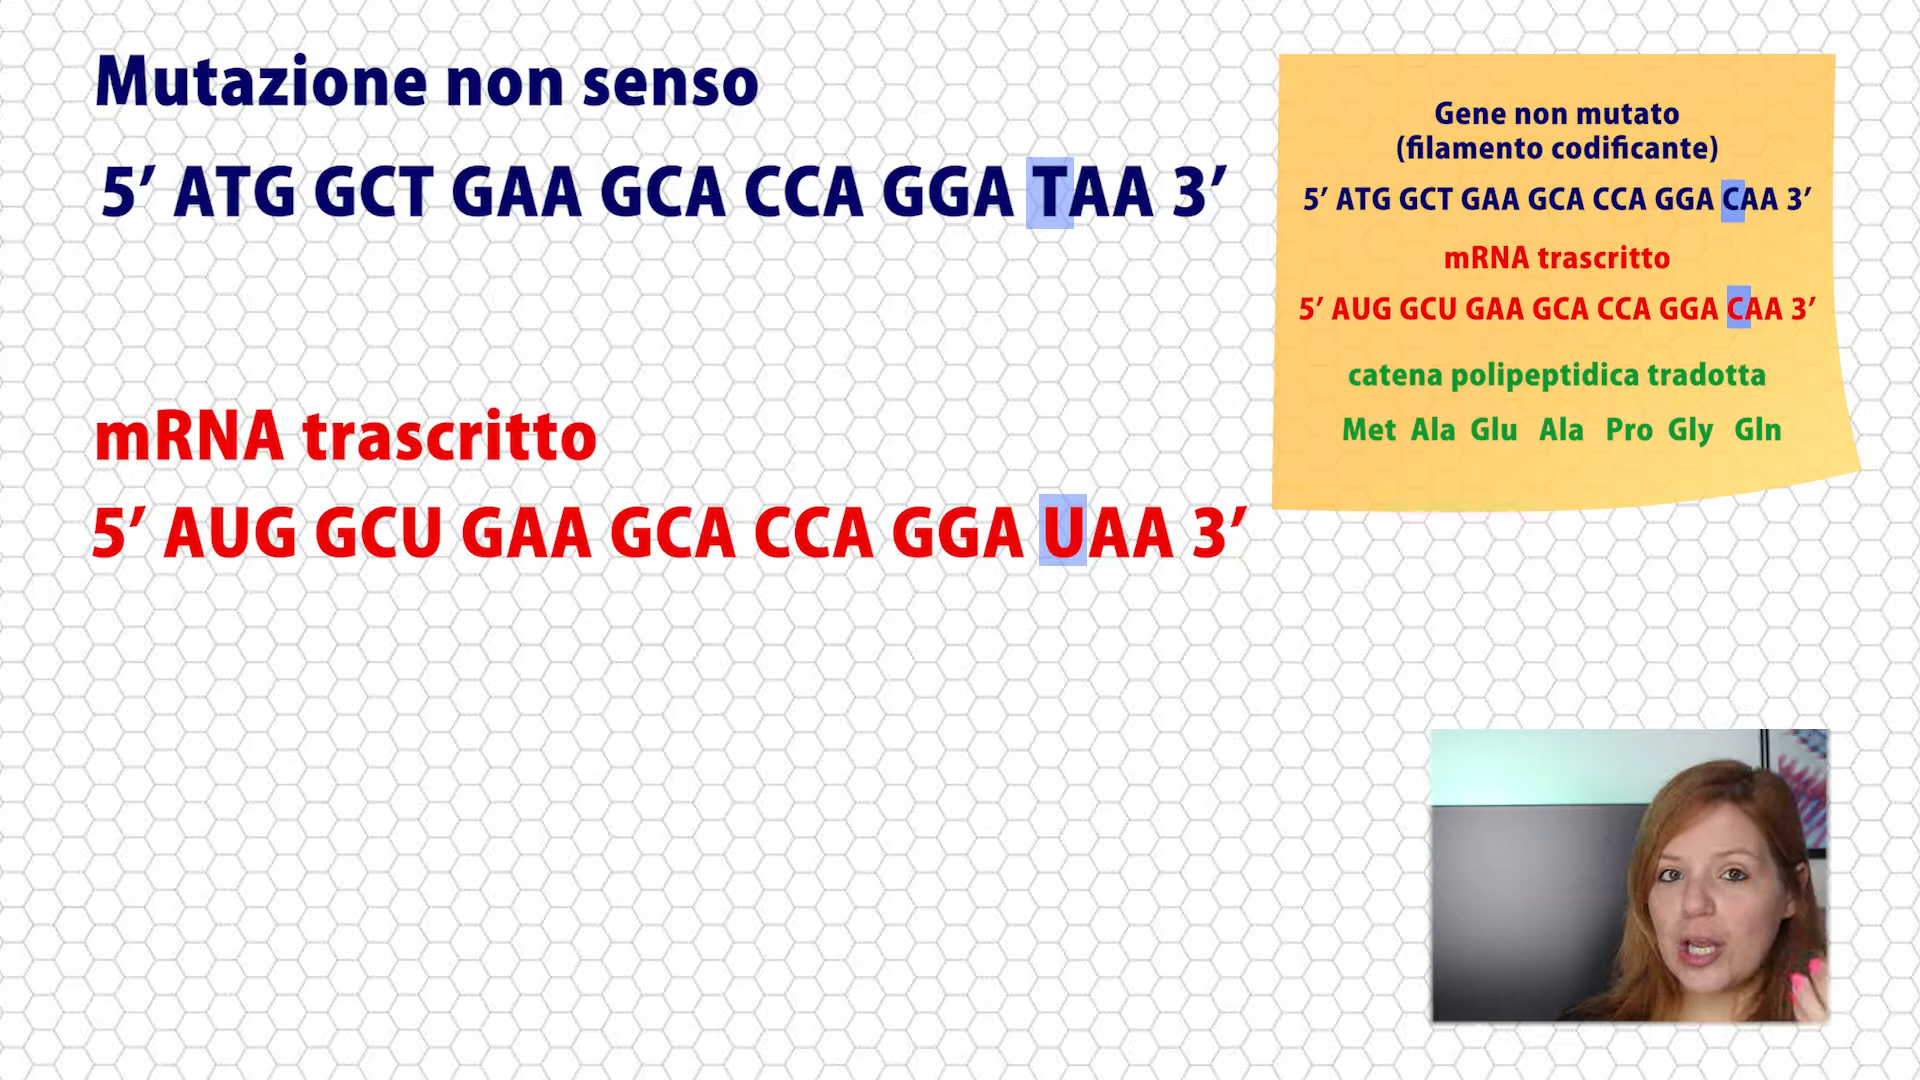 Mutazione non senso
5’ ATG GCT GAA GCA CCA GGA TAA 3’
mRNA trascritto
5’ AUG GCU GAA GCA CCA GGA UAA 3’
Gene non mutato
(filamento codificante)
5’ ATG GCT GAA GCA CCA GGA CAA 3’
mRNA trascritto
5’ AUG GCU GAA GCA CCA GGA CAA 3’
catena polipeptidica tradotta
Met Ala Glu Ala Pro Gly Gln